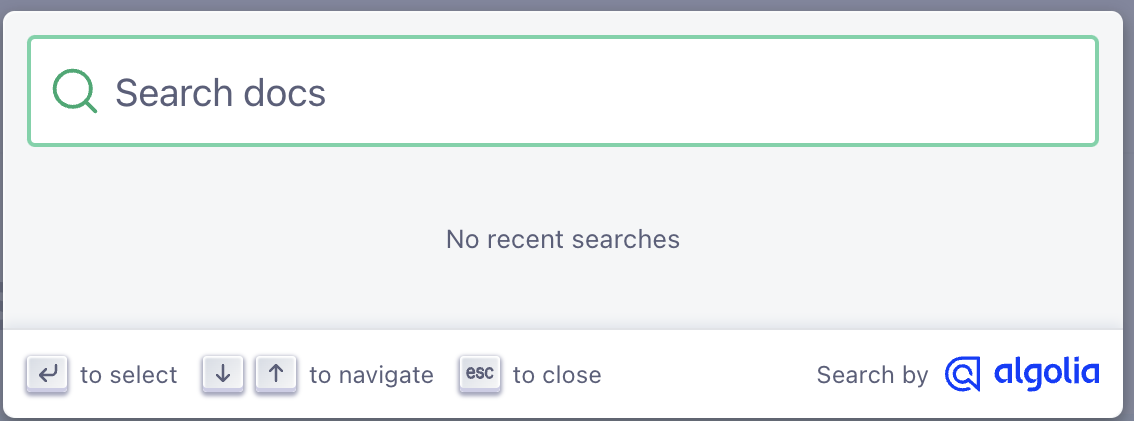 Search docs
No recent searches
to select to navigate esc to close Search by algolia